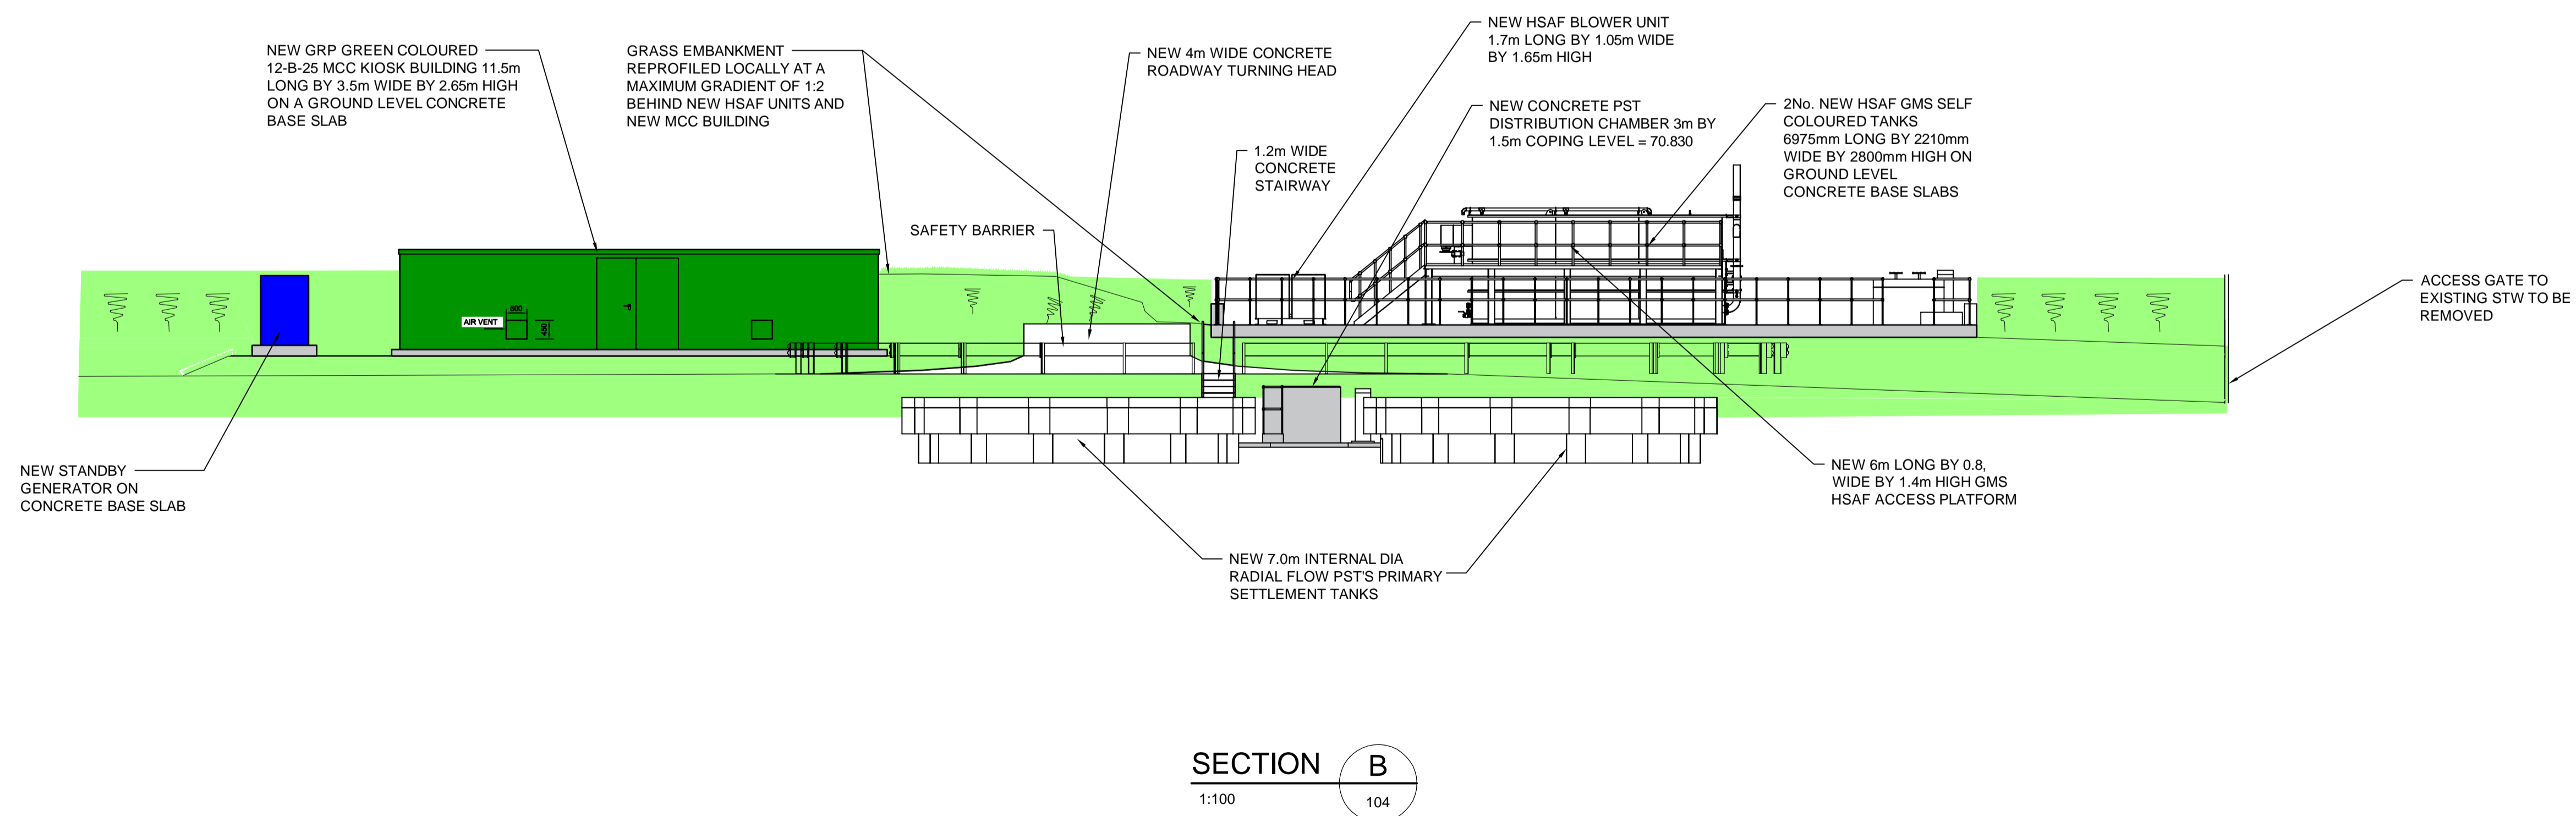 NEW GRP GREEN COLOURED
12-B-25 MCC KIOSK BUILDING 11.5m
LONG BY 3.5m WIDE BY 2.65m HIGH
ON A GROUND LEVEL CONCRETE
BASE SLAB
GRASS EMBANKMENT
REPROFILED LOCALLY AT A
MAXIMUM GRADIENT OF 1:2
BEHIND NEW HSAF UNITS AND
NEW MCC BUILDING
NEW 4m WIDE CONCRETE
ROADWAY TURNING HEAD
NEW HSAF BLOWER UNIT
1.7m LONG BY 1.05m WIDE
BY 1.65m HIGH
NEW CONCRETE PST
DISTRIBUTION CHAMBER 3m BY
1.5m COPING LEVEL = 70.830
2No. NEW HSAF GMS SELF
COLOURED TANKS
6975mm LONG BY 2210mm
WIDE BY 2800mm HIGH ON
GROUND LEVEL
CONCRETE BASE SLABS
1.2m WIDE
CONCRETE
STAIRWAY
SAFETY BARRIER
ACCESS GATE TO
EXISTING STW TO BE
REMOVED
AIR VENT
500
450
NEW STANDBY
GENERATOR ON
CONCRETE BASE SLAB
NEW 6m LONG BY 0.8,
WIDE BY 1.4m HIGH GMS
HSAF ACCESS PLATFORM
NEW 7.0m INTERNAL DIA
RADIAL FLOW PST'S PRIMARY
SETTLEMENT TANKS
SECTION B
1:100
104